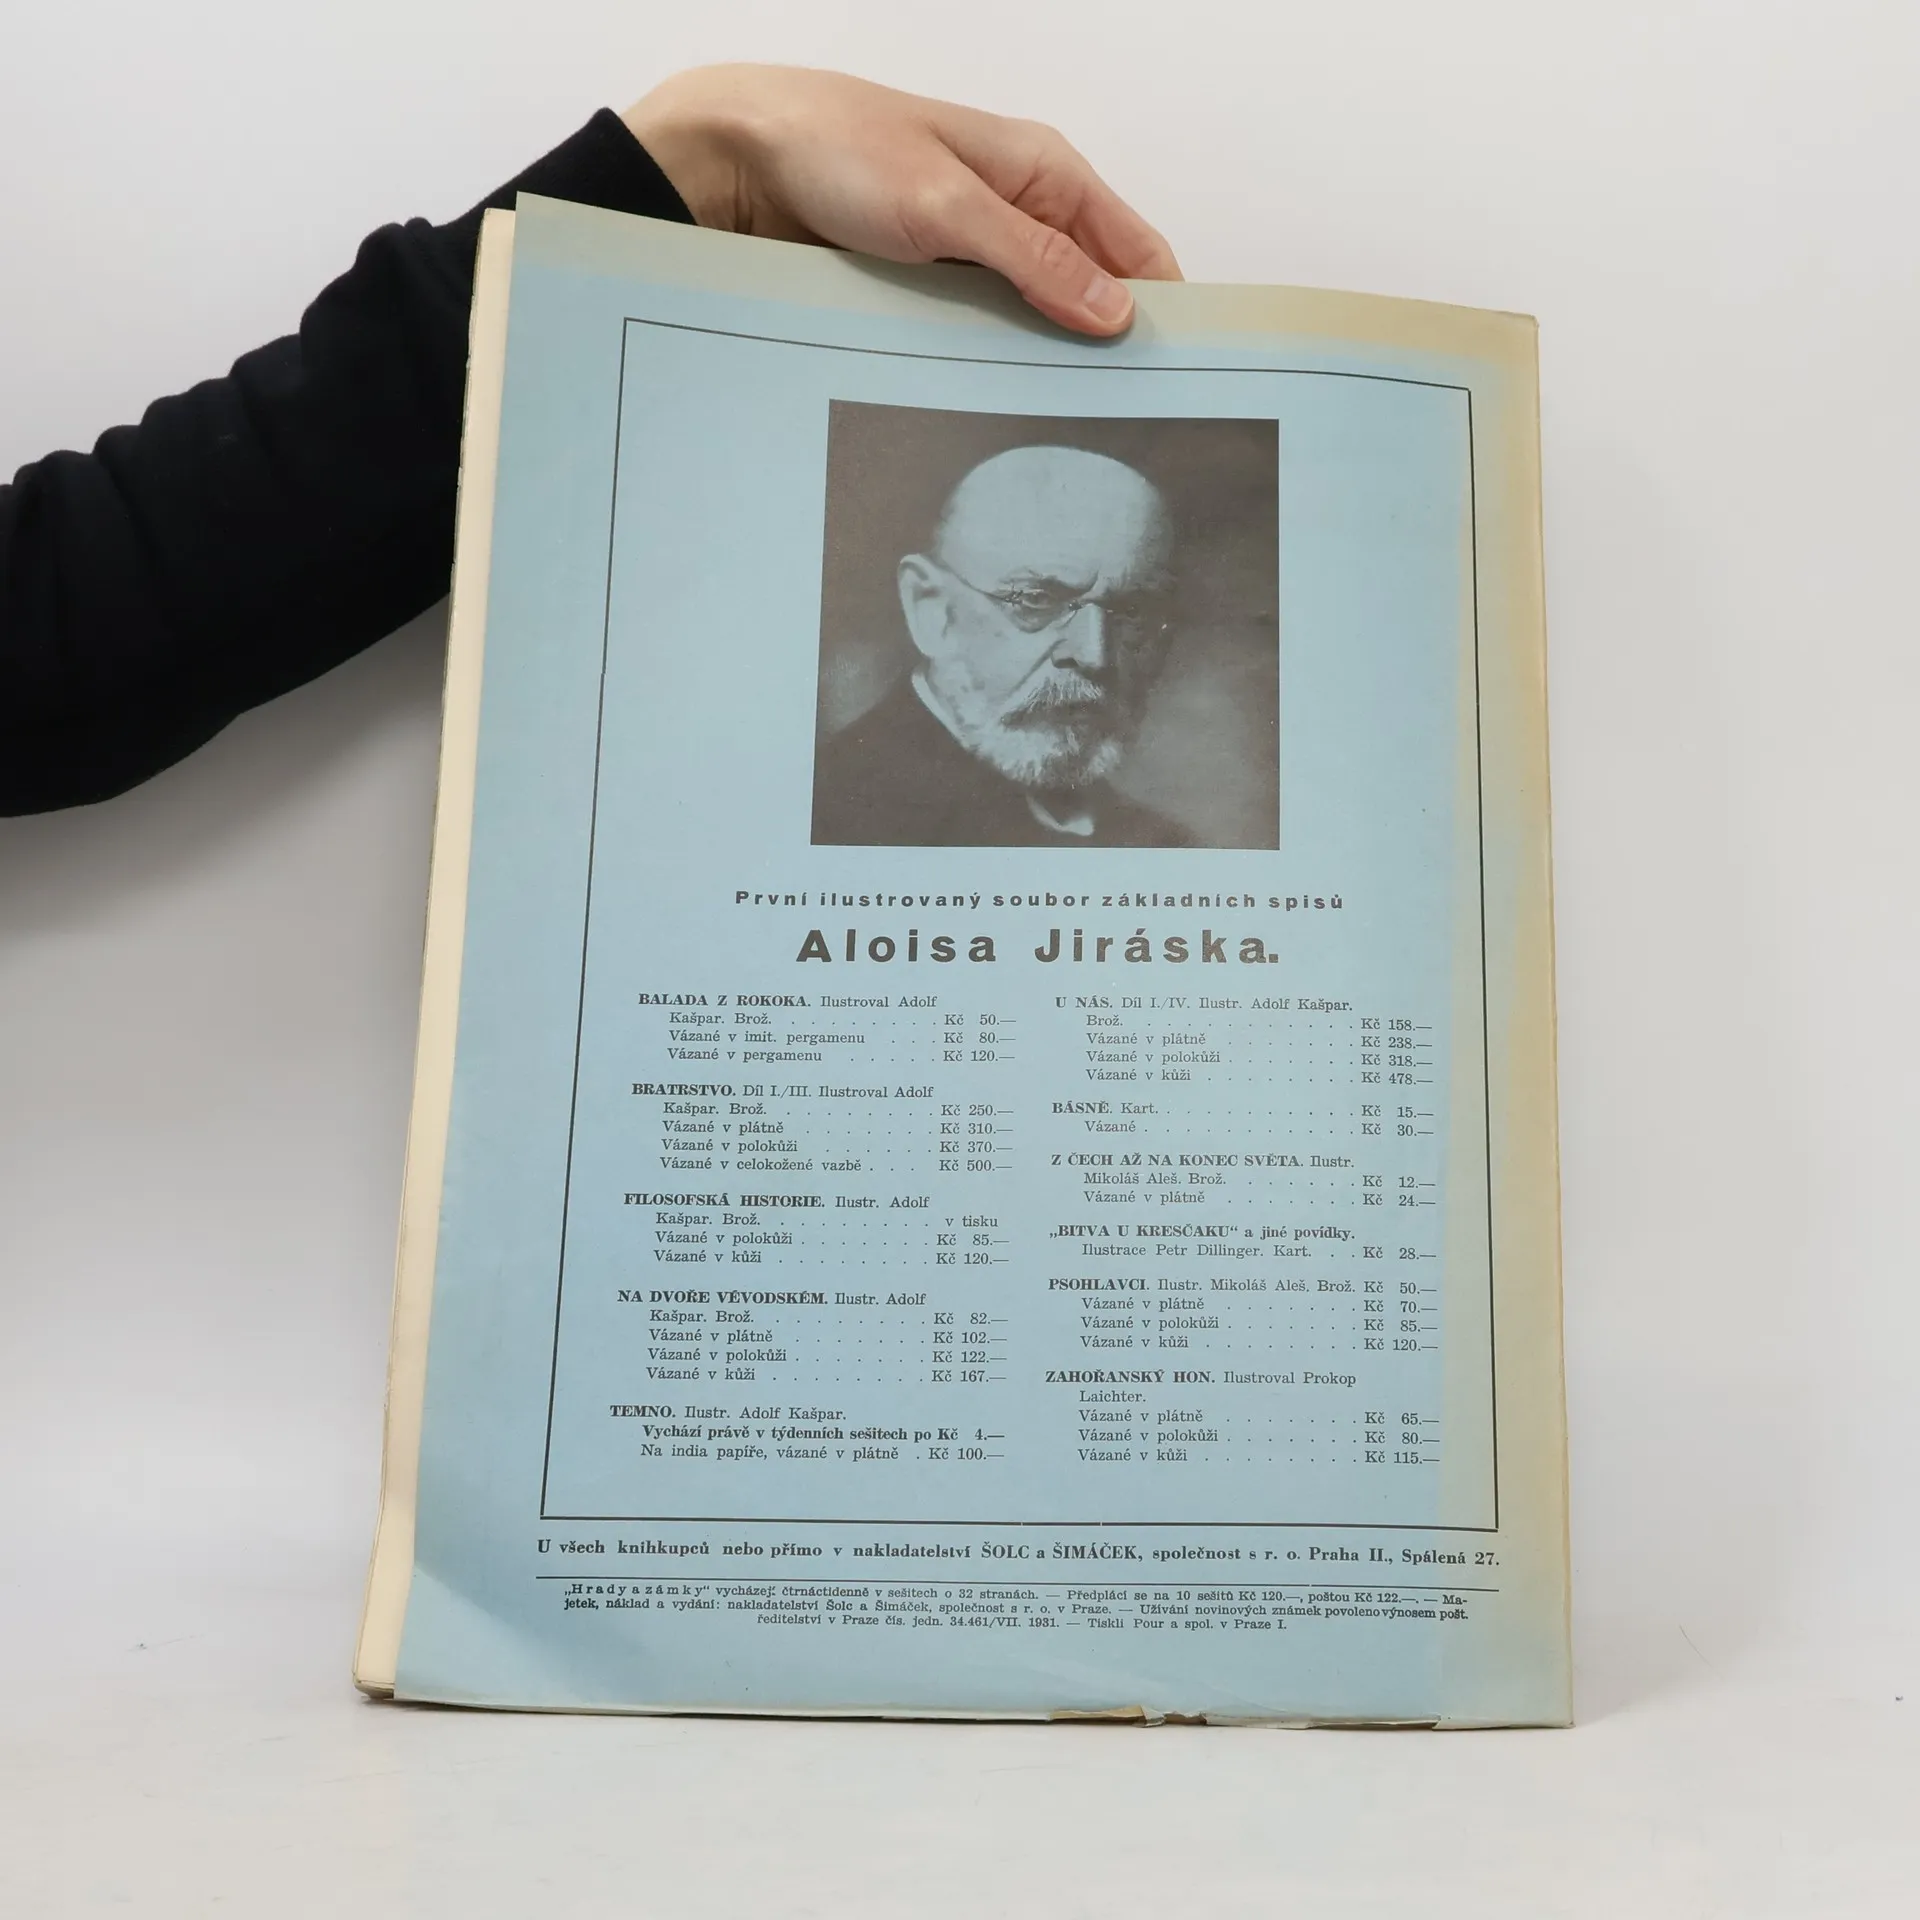 První ilustrovaný soubor základních spisů
Aloisa Jiráska.
BALADA Z ROKOKA. Ilustroval Adolf
Kašpar. Brož. . . . . . . . . Kč 50.—
Vázané v imit. pergamenu . . . Kč 80.—
Vázané v pergamenu . . . . . Kč 120.—
BRATRSTVO. Díl I./III. Ilustroval Adolf
Kašpar. Brož. . . . . . . . . Kč 250.—
Vázané v plátně . . . . . . . Kč 310.—
Vázané v polokůži . . . . . . Kč 370.—
Vázané v celokožené vazbě . . . Kč 500.—
FILOSOFSKÁ HISTORIE. Ilustr. Adolf
Kašpar. Brož. . . . . . . . . v tisku
Vázané v polokůži . . . . . . . Kč 85.—
Vázané v kůži . . . . . . . . Kč 120.—
NA DVOŘE VÉVODSKÉM. Ilustr. Adolf
Kašpar. Brož. . . . . . . . . Kč 82.—
Vázané v plátně . . . . . . . Kč 102.—
Vázané v polokůži . . . . . . . Kč 122.—
Vázané v kůži . . . . . . . . Kč 167.—
TEMNO. Ilustr. Adolf Kašpar.
Vychází právě v týdenních sešitech po Kč 4.—
Na india papíře, vázané v plátně . Kč 100.—
U NÁS. Díl I./IV. Ilustr. Adolf Kašpar.
Brož. . . . . . . . . . . Kč 158.—
Vázané v plátně . . . . . . . Kč 238.—
Vázané v polokůži . . . . . . . Kč 318.—
Vázané v kůži . . . . . . . . Kč 478.—
BÁSNĚ. Kart. . . . . . . . . . Kč 15.—
Vázané . . . . . . . . . . . Kč 30.—
Z ČECH AŽ NA KONEC SVĚTA. Ilustr.
Mikoláš Aleš. Brož. . . . . . . Kč 12.—
Vázané v plátně . . . . . . . Kč 24.—
„BITVA U KRESČAKU“ a jiné povídky.
Ilustrace Petr Dillinger. Kart. . . Kč 28.—
PSOHLAVCI. Ilustr. Mikoláš Aleš. Brož. Kč 50.—
Vázané v plátně . . . . . . . Kč 70.—
Vázané v polokůži . . . . . . . Kč 85.—
Vázané v kůži . . . . . . . . Kč 120.—
ZAHOŘANSKÝ HON. Ilustroval Prokop
Laichter.
Vázané v plátně . . . . . . . Kč 65.—
Vázané v polokůži . . . . . . . Kč 80.—
Vázané v kůži . . . . . . . . Kč 115.—
U všech knihkupců nebo přímo v nakladatelství ŠOLC a ŠIMÁČEK, společnost s r. o. Praha II., Spálená 27.
„Hrady a zámky“ vycházejí čtrnáctidenně v sešitech o 32 stranách. — Předplácí se na 10 sešitů Kč 120.—, poštou Kč 122.—. — Ma-
jetek, náklad a vydání: nakladatelství Šolc a Šimáček, společnost s r. o. v Praze. — Užívání novinových známek povoleno výnosem pošt.
ředitelství v Praze čís. jedn. 34.461/VII. 1931. — Tiskli Pour a spol. v Praze I.